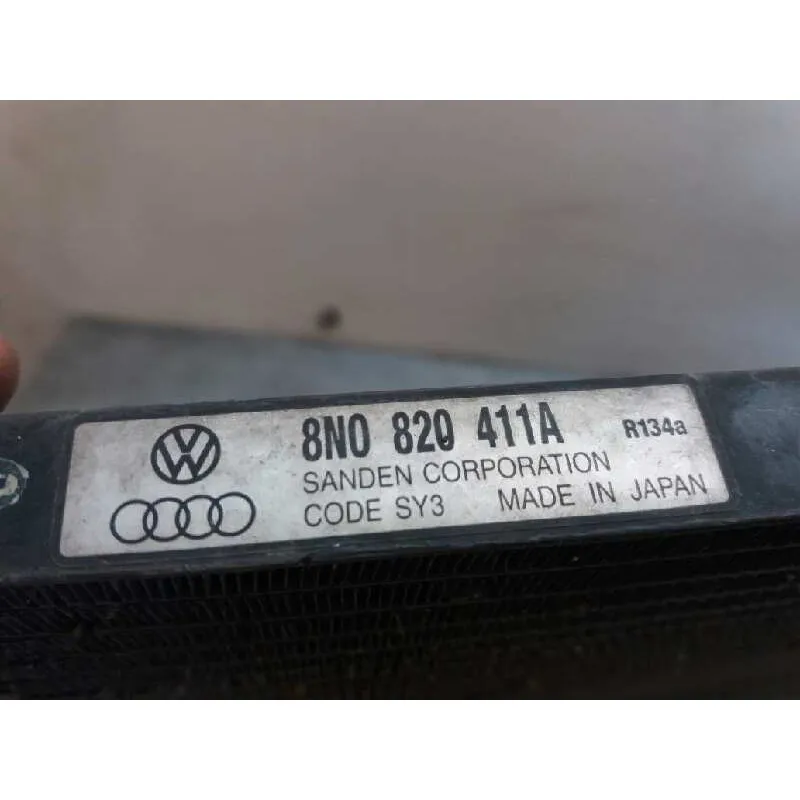 8N0 820 411A R134a
SANDEN CORPORATION
CODE SY3 MADE IN JAPAN